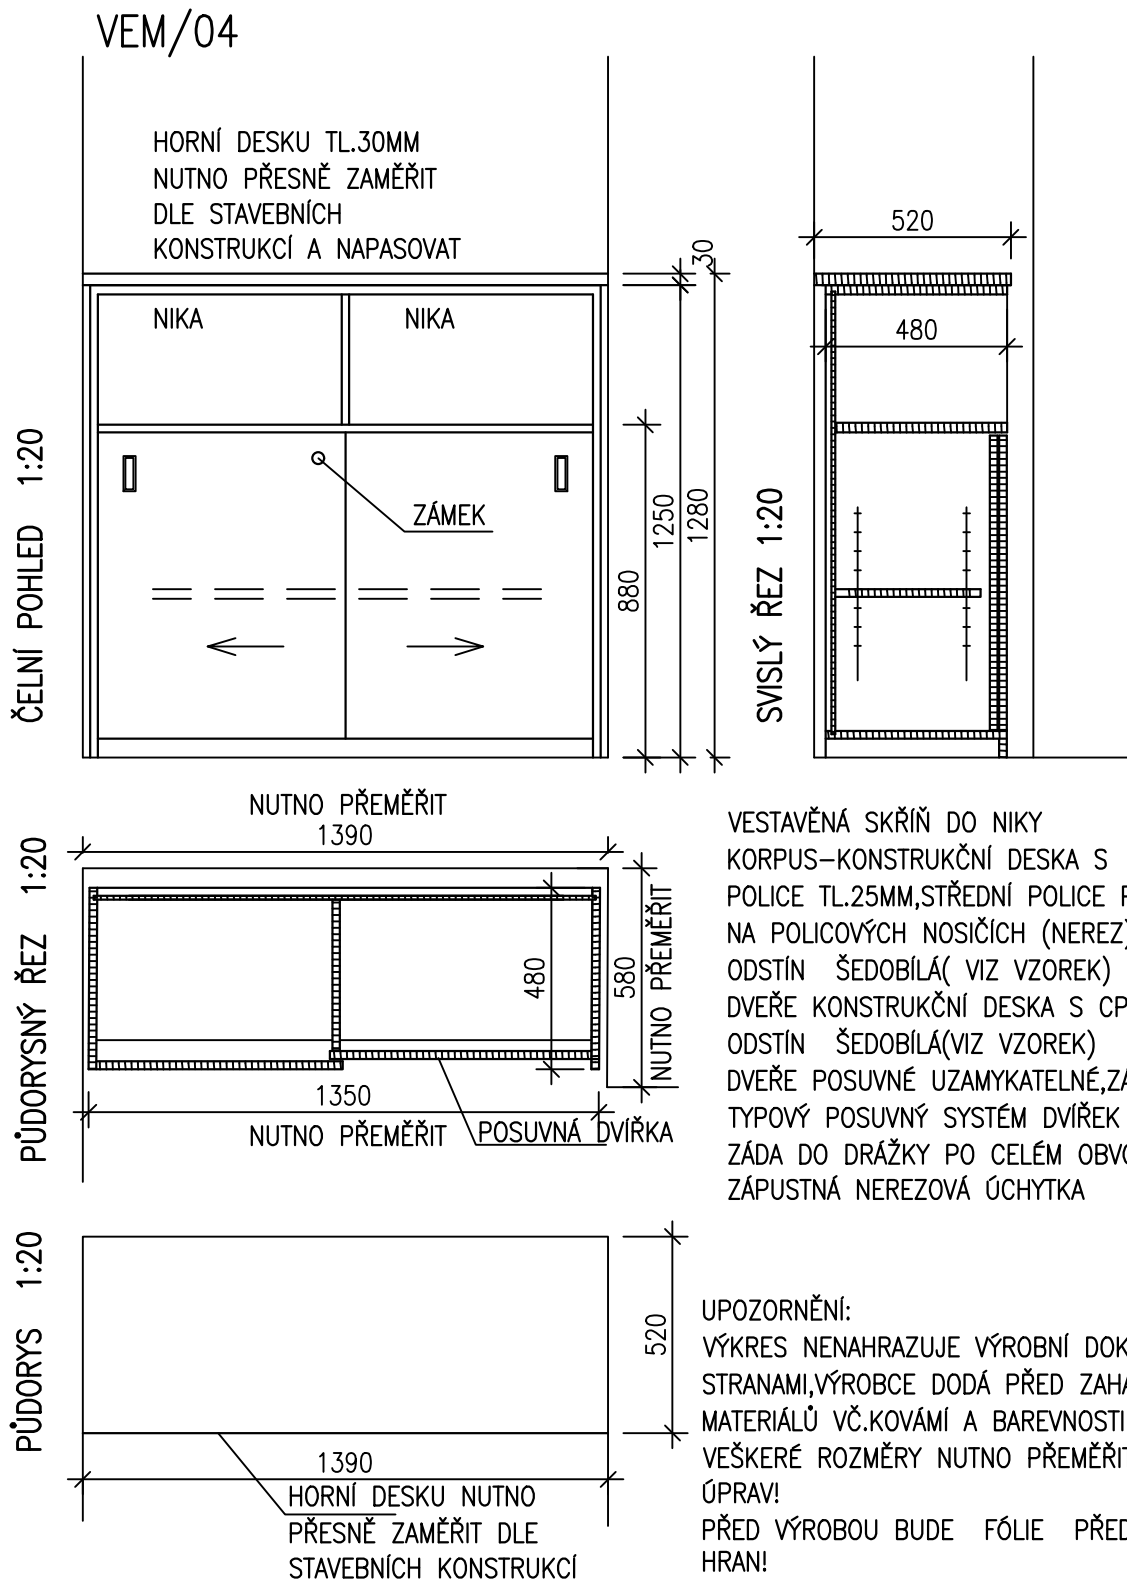 VEM/04
HORNÍ DESKU TL.30MM
NUTNO PŘESNĚ ZAMĚŘIT
DLE STAVEBNÍCH
KONSTRUKCÍ A NAPASOVAT
NIKA
NIKA
ZÁMEK
ČELNÍ POHLED 1:20
30
880
1250
1280
520
480
SVISLÝ ŘEZ 1:20
NUTNO PŘEMĚŘIT
1390
PŮDORYSNÝ ŘEZ 1:20
480
580
NUTNO PŘEMĚŘIT
1350
NUTNO PŘEMĚŘIT
POSUVNÁ DVÍŘKA
VESTAVĚNÁ SKŘÍŇ DO NIKY
KORPUS-KONSTRUKČNÍ DESKA S
POLICE TL.25MM,STŘEDNÍ POLICE
NA POLICOVÝCH NOSIČÍCH (NEREZ)
ODSTÍN ŠEDOBÍLÁ( VIZ VZOREK)
DVEŘE KONSTRUKČNÍ DESKA S CP
ODSTÍN ŠEDOBÍLÁ(VIZ VZOREK)
DVEŘE POSUVNÉ UZAMYKATELNÉ,ZÁ
TYPOVÝ POSUVNÝ SYSTÉM DVÍŘEK
ZÁDA DO DRÁŽKY PO CELÉM OBVO
ZÁPUSTNÁ NEREZOVÁ ÚCHYTKA
PŮDORYS 1:20
520
1390
HORNÍ DESKU NUTNO
PŘESNĚ ZAMĚŘIT DLE
STAVEBNÍCH KONSTRUKCÍ
UPOZORNĚNÍ:
VÝKRES NENAHRAZUJE VÝROBNÍ DOK
STRANAMI,VÝROBCE DODÁ PŘED ZAHÁ
MATERIÁLŮ VČ.KOVÁMÍ A BAREVNOSTI
VEŠKERÉ ROZMĚRY NUTNO PŘEMĚŘIT
ÚPRAV!
PŘED VÝROBOU BUDE FÓLIE PŘED
HRAN!